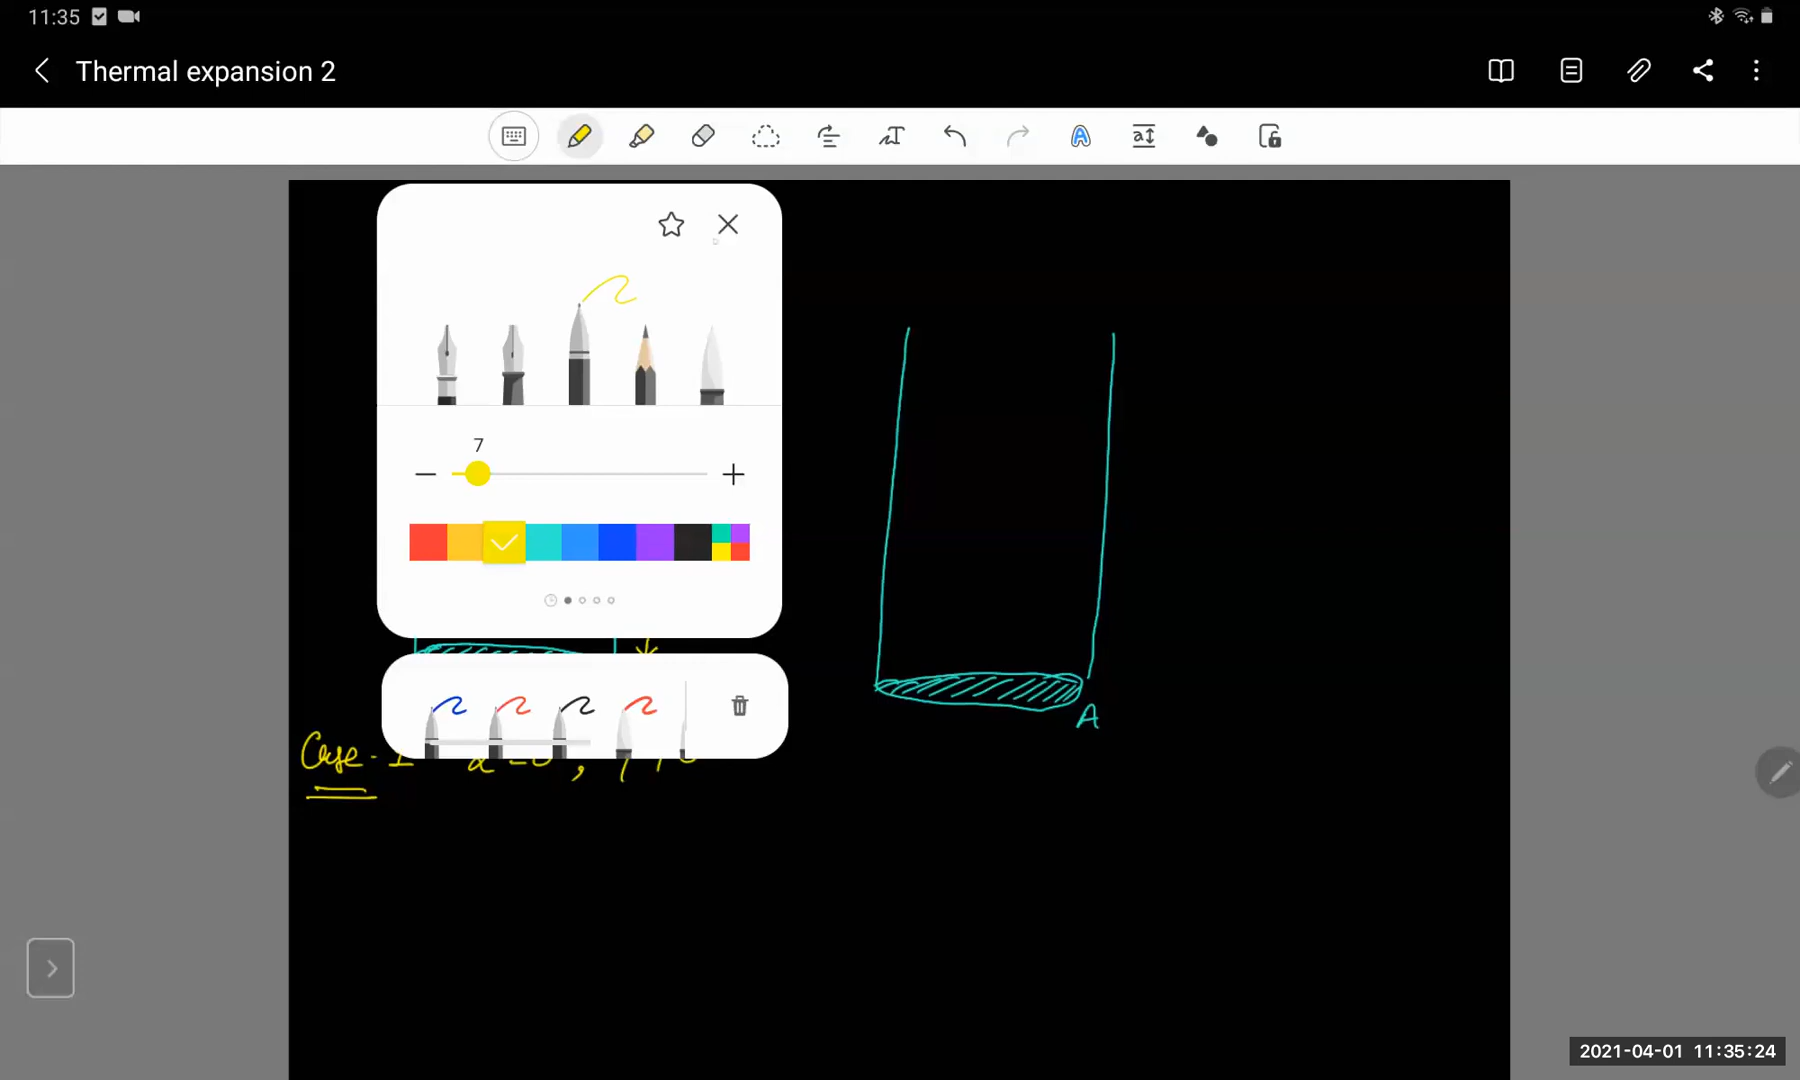 11:35
Thermal expansion 2
7
A
Case - I
2021-04-01 11:35:24